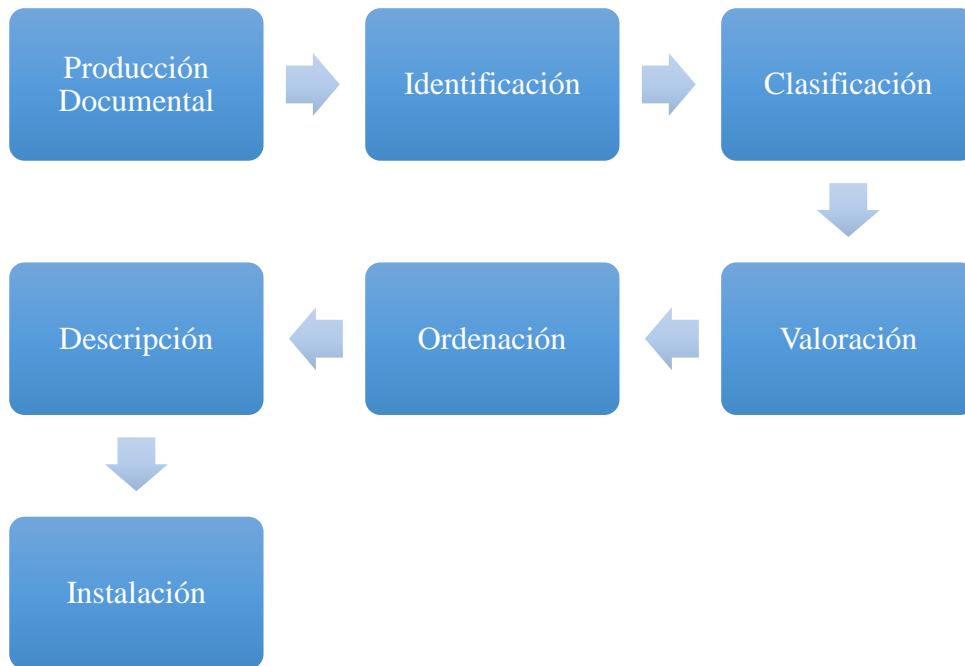 Producción
Documental
Identificación
Clasificación
Valoración
Ordenación
Descripción
Instalación